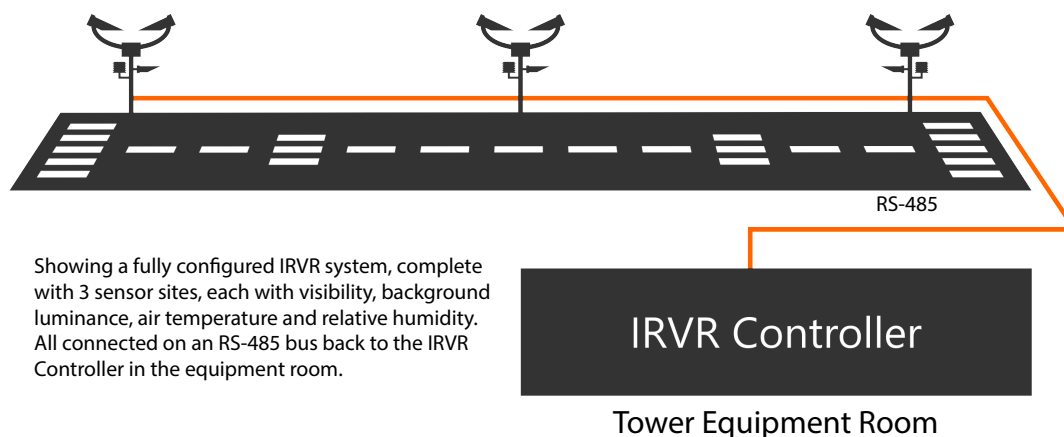 RS-485
Showing a fully configured IRVR system, complete
with 3 sensor sites, each with visibility, background
luminance, air temperature and relative humidity.
All connected on an RS-485 bus back to the IRVR
Controller in the equipment room.
IRVR Controller
Tower Equipment Room